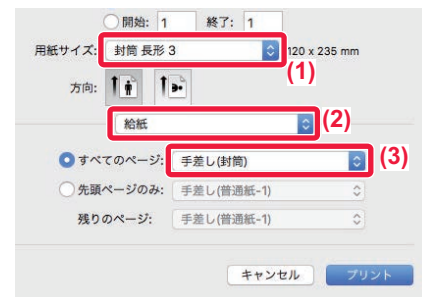 開始: 1 終了: 1
用紙サイズ: 封筒 長形 3 120 x 235 mm
(1)
方向:
給紙 (2)
すべてのページ: 手差し(封筒) (3)
先頭ページのみ: 手差し(普通紙-1)
残りのページ: 手差し(普通紙-1)
キャンセル プリント